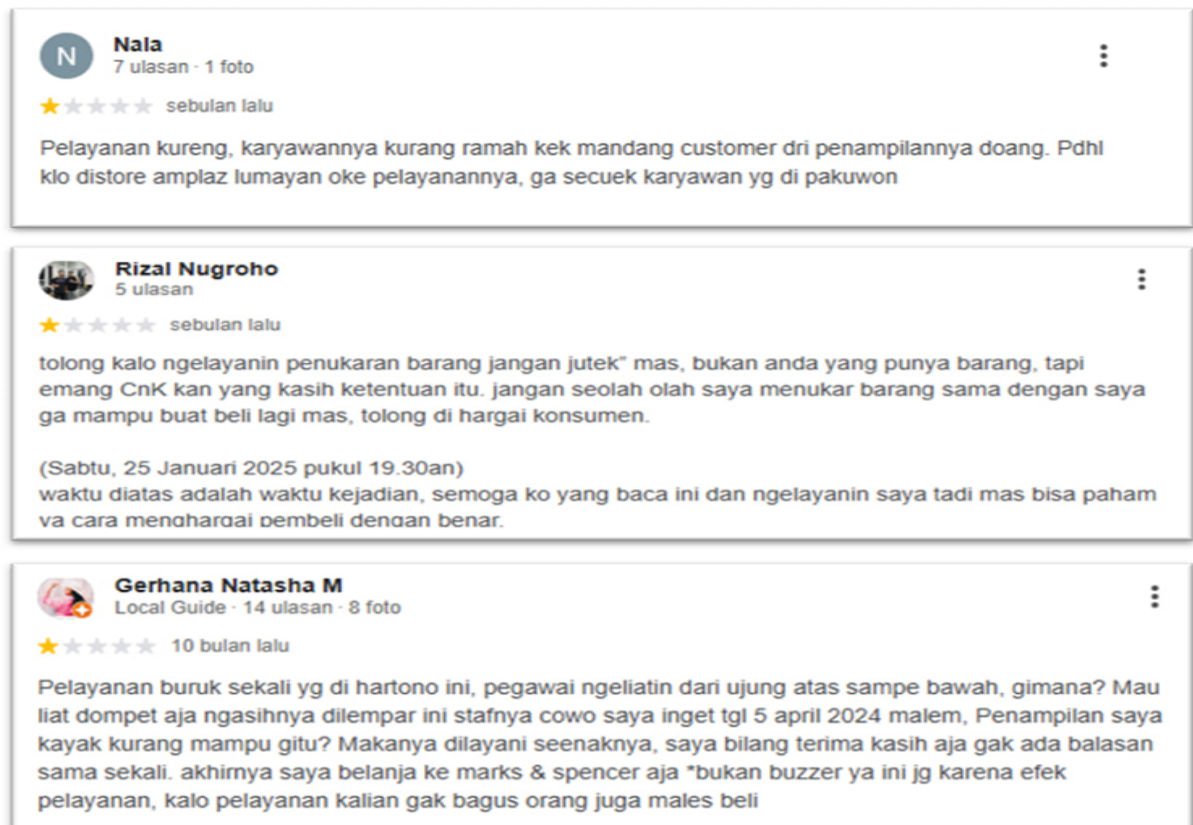 N
Nala
7 ulasan · 1 foto
sebulan lalu
Pelayanan kureng, karyawannya kurang ramah kek mandang customer dri penampilannya doang. Pdhl
klo distore amplaz lumayan oke pelayanannya, ga secuek karyawan yg di pakuwon
Rizal Nugroho
5 ulasan
sebulan lalu
tolong kalo ngelayanin penukaran barang jangan jutek" mas, bukan anda yang punya barang, tapi
emang CnK kan yang kasih ketentuan itu. jangan seolah olah saya menukar barang sama dengan saya
ga mampu buat beli lagi mas, tolong di hargai konsumen.
(Sabtu, 25 Januari 2025 pukul 19.30an)
waktu diatas adalah waktu kejadian, semoga ko yang baca ini dan ngelayanin saya tadi mas bisa paham
ya cara menghargai pembeli dengan benar.
Gerhana Natasha M
Local Guide · 14 ulasan · 8 foto
10 bulan lalu
Pelayanan buruk sekali yg di hartono ini, pegawai ngeliatin dari ujung atas sampe bawah, gimana? Mau
liat dompet aja ngasihnya dilempar ini stafnya cowo saya inget tgl 5 april 2024 malem, Penampilan saya
kayak kurang mampu gitu? Makanya dilayani seenaknya, saya bilang terima kasih aja gak ada balasan
sama sekali. akhirnya saya belanja ke marks & spencer aja *bukan buzzer ya ini jg karena efek
pelayanan, kalo pelayanan kalian gak bagus orang juga males beli